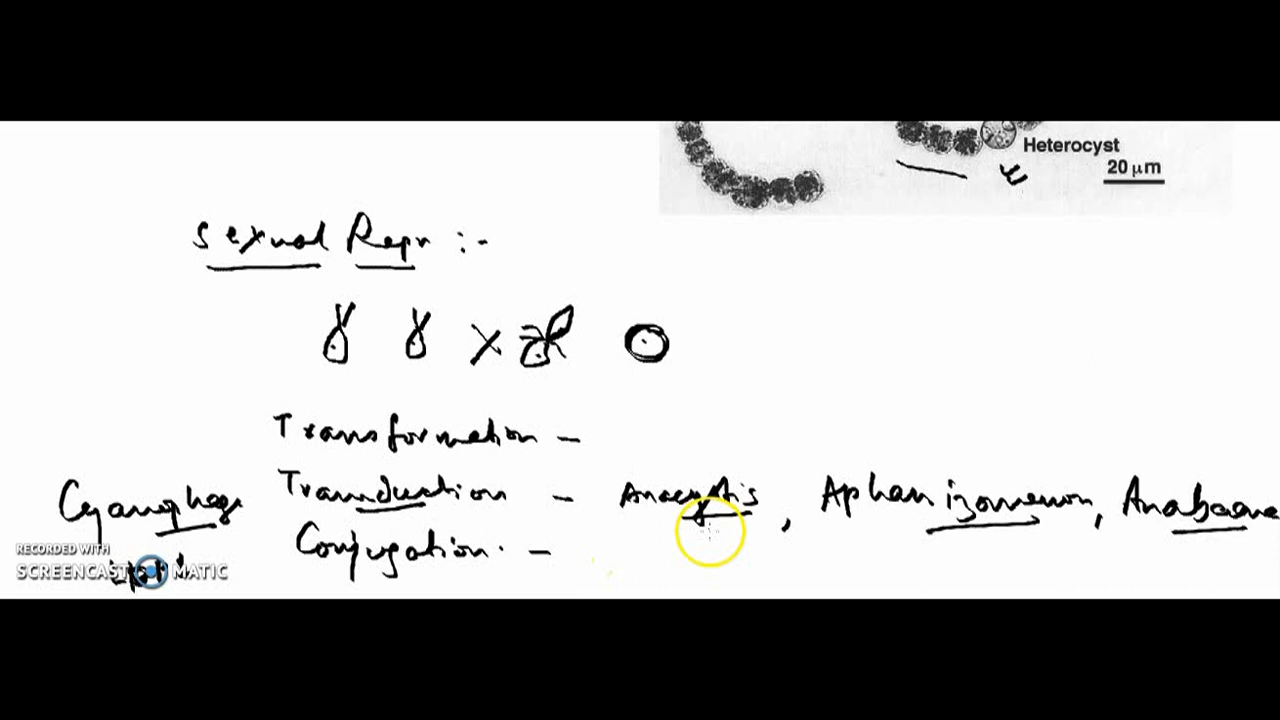 Heterocyst
20 μm
Sexual Repr :-
Transformation -
Cyanophage Transduction - Anacystis, Aphanizomenon, Anabaena
Conjugation. -
RECORDED WITH
SCREENCAST MATIC